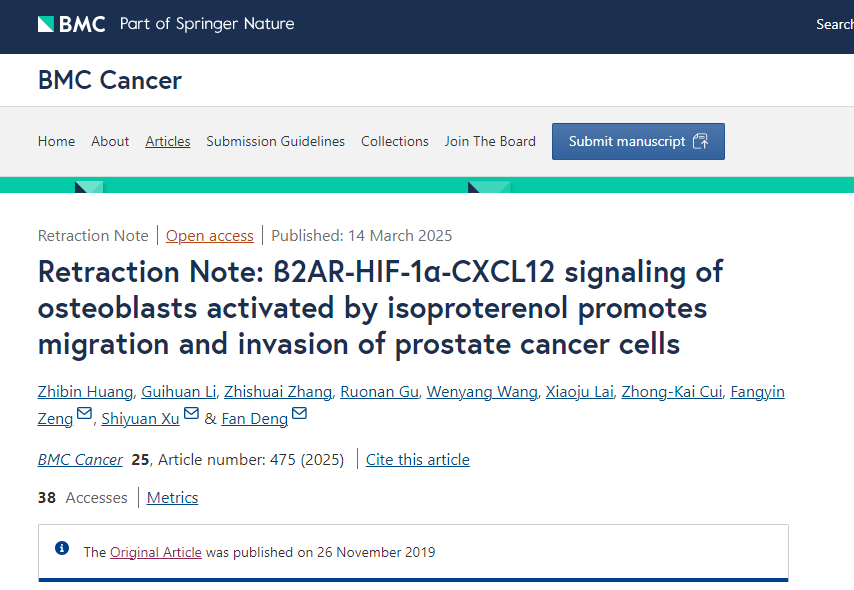 BMC Part of Springer Nature
Search
BMC Cancer
Home About Articles Submission Guidelines Collections Join The Board Submit manuscript
Retraction Note | Open access | Published: 14 March 2025
Retraction Note: ß2AR-HIF-1α-CXCL12 signaling of
osteoblasts activated by isoproterenol promotes
migration and invasion of prostate cancer cells
Zhibin Huang, Guihuan Li, Zhishuai Zhang, Ruonan Gu, Wenyang Wang, Xiaoju Lai, Zhong-Kai Cui, Fangyin
Zeng, Shiyuan Xu & Fan Deng
BMC Cancer 25, Article number: 475 (2025) | Cite this article
38 Accesses | Metrics
The Original Article was published on 26 November 2019